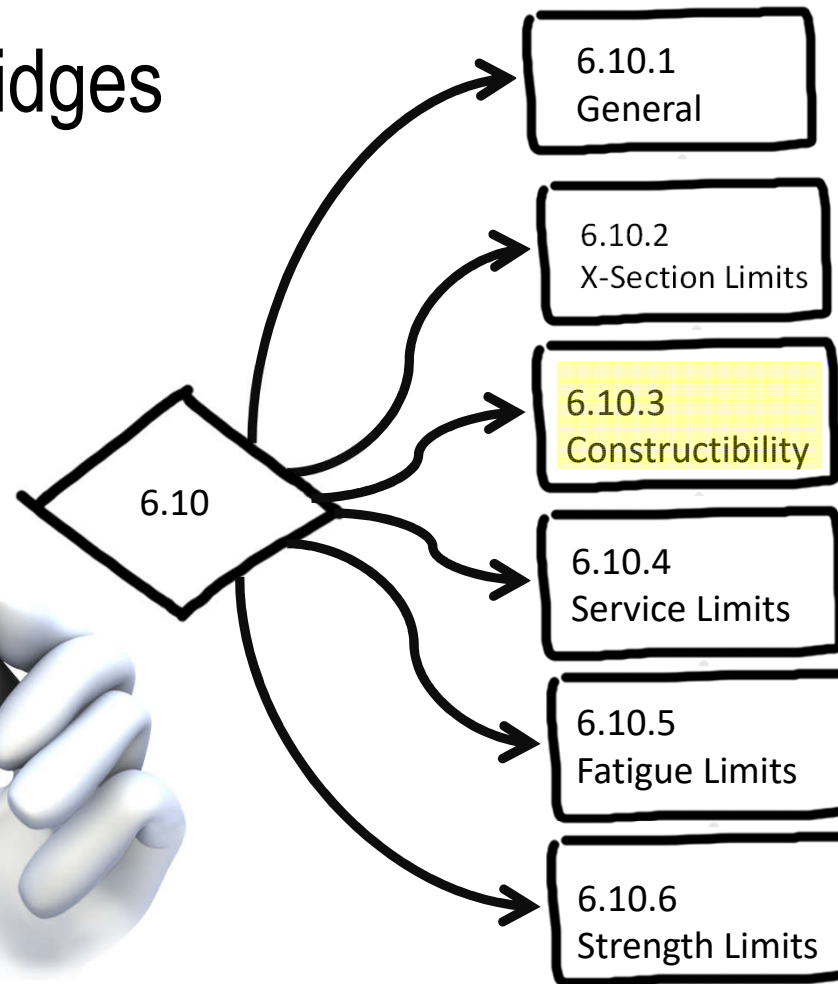 idges
6.10.1
General
6.10.2
X-Section Limits
6.10.3
Constructibility
6.10
6.10.4
Service Limits
6.10.5
Fatigue Limits
6.10.6
Strength Limits